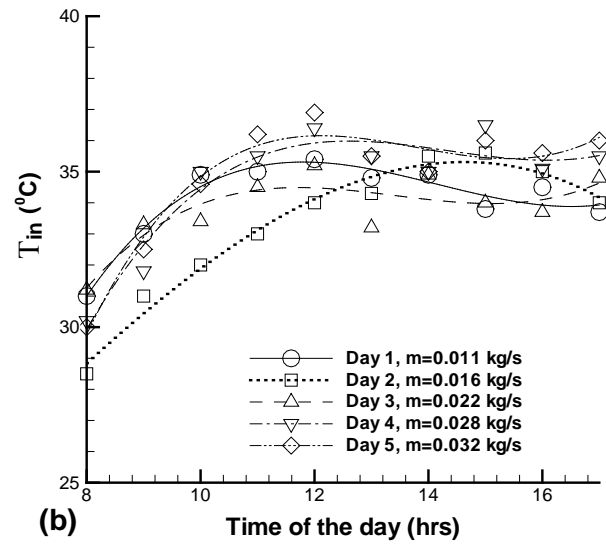 40
35
30
25
T_in (⁰C)
8
10
12
14
16
Day 1, m=0.011 kg/s
Day 2, m=0.016 kg/s
Day 3, m=0.022 kg/s
Day 4, m=0.028 kg/s
Day 5, m=0.032 kg/s
(b)
Time of the day (hrs)